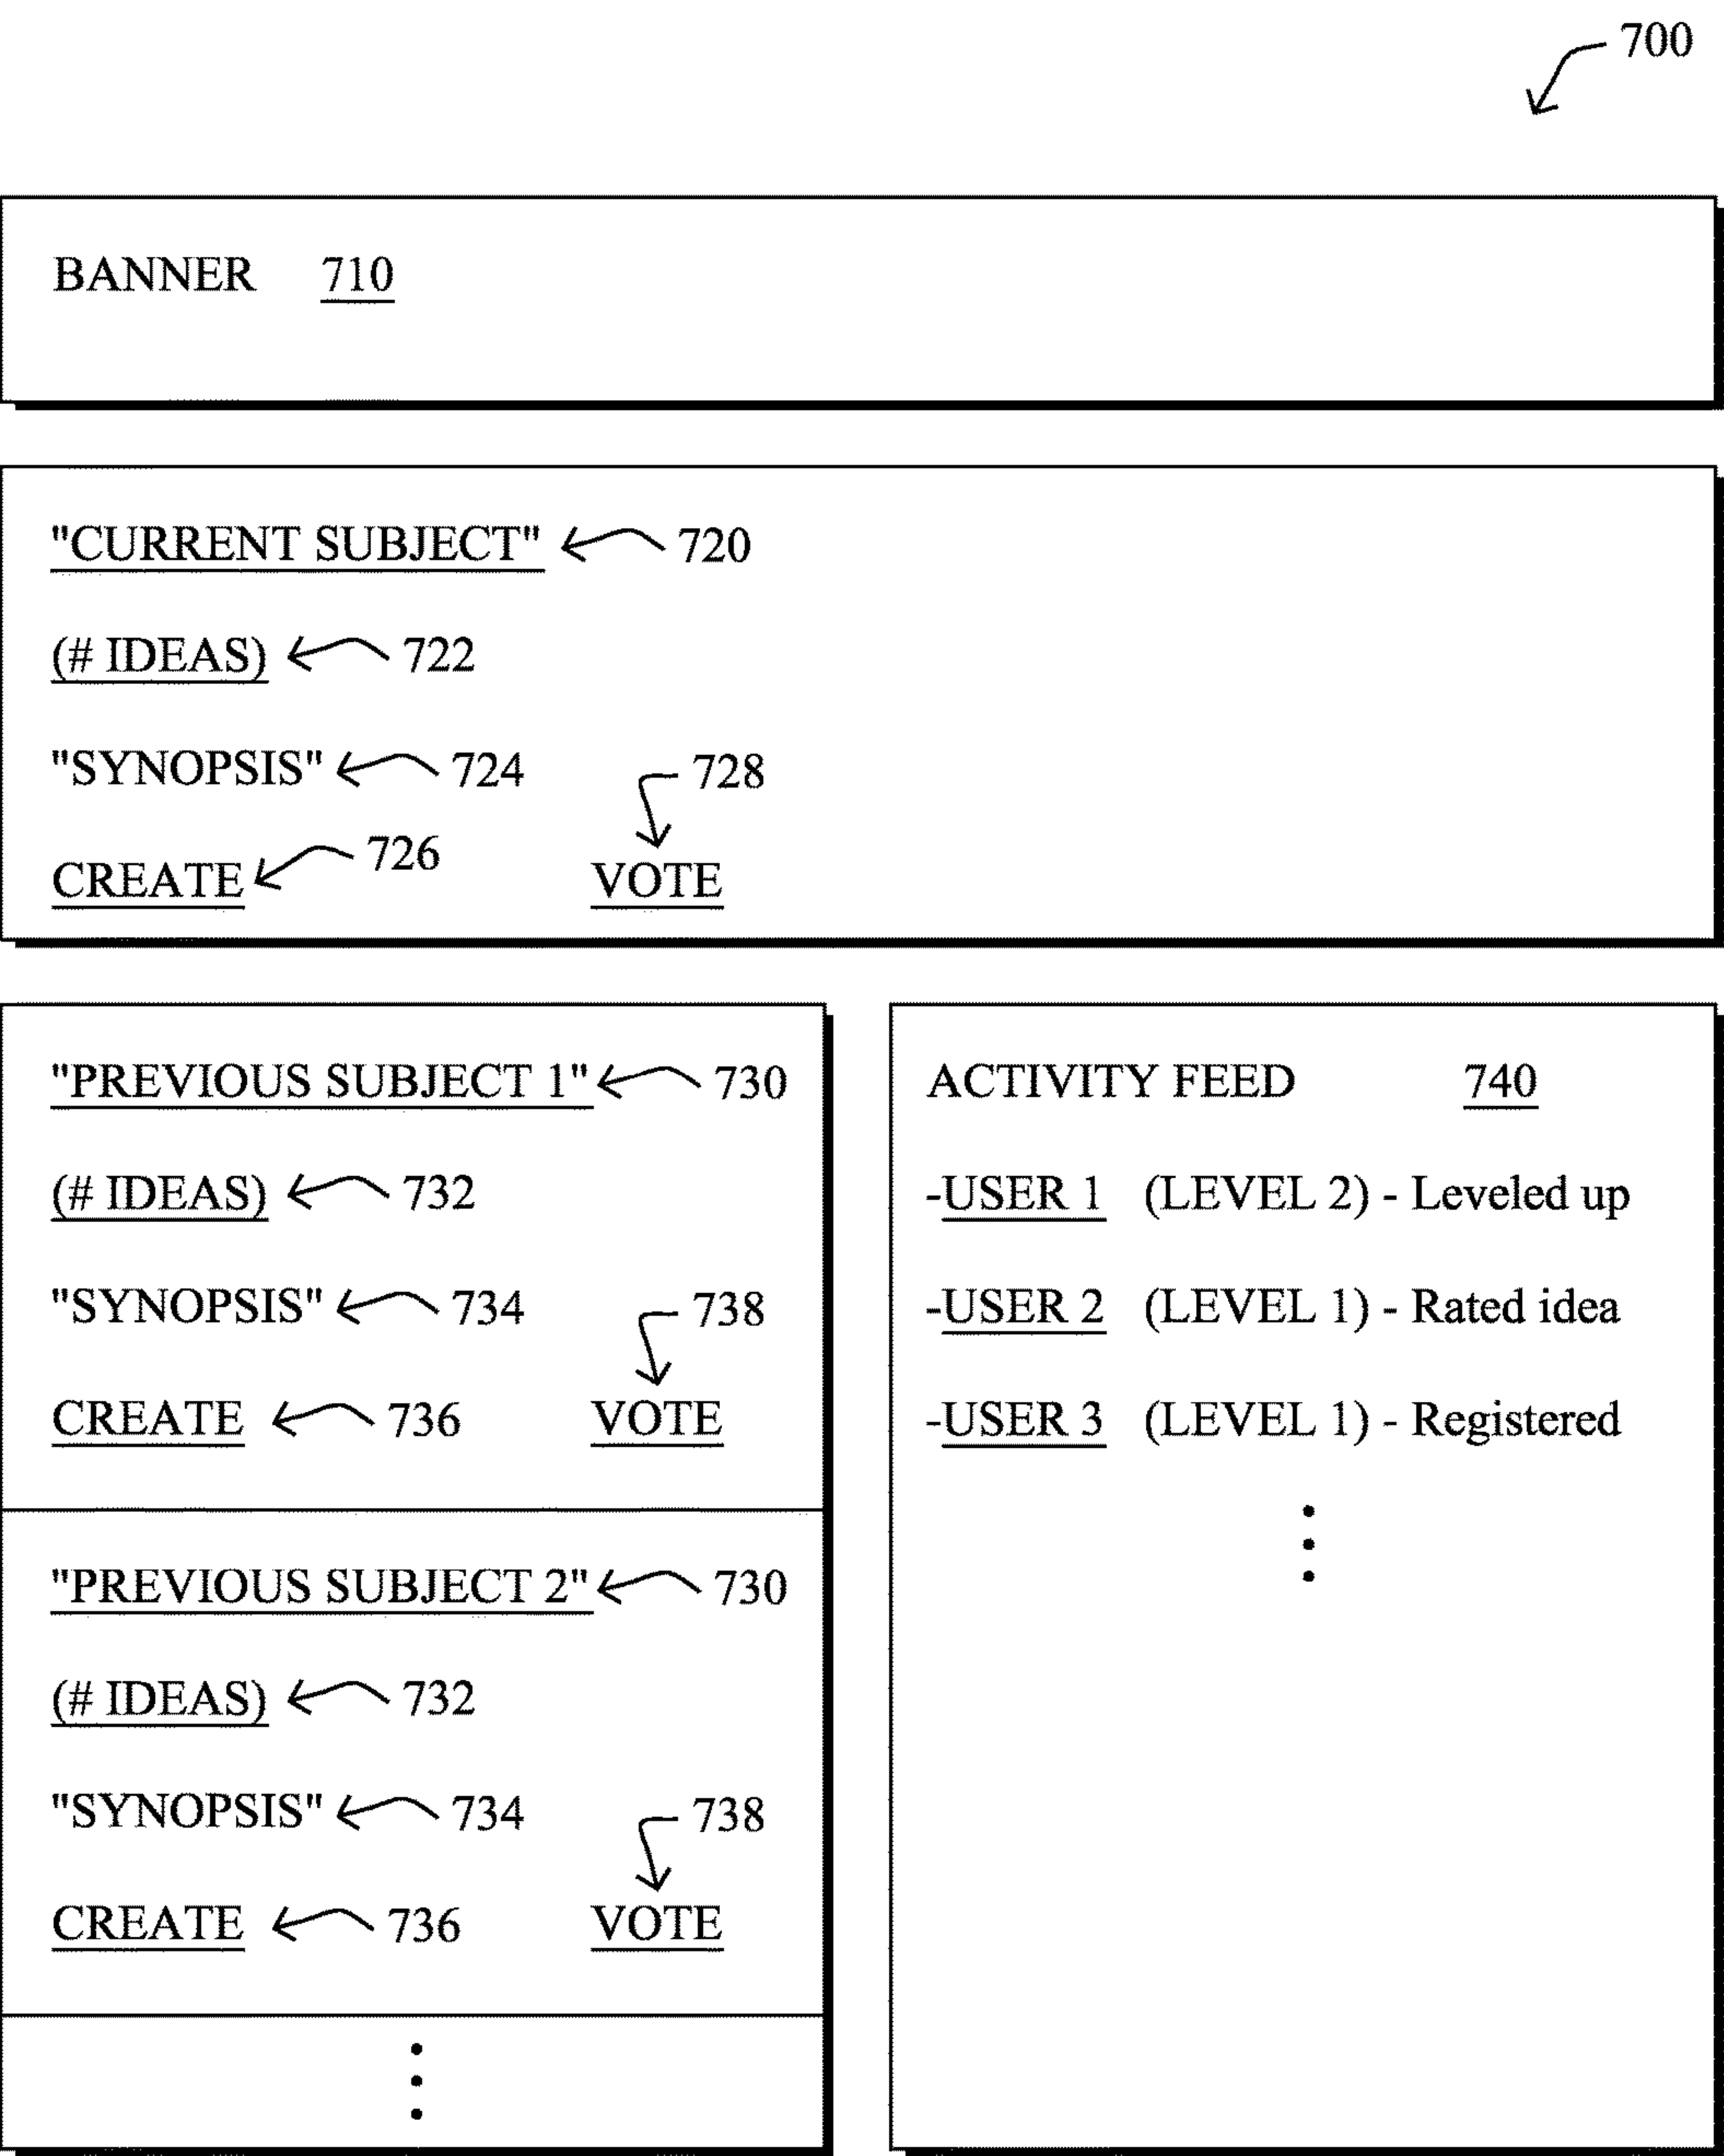 700
BANNER 710
"CURRENT SUBJECT" 720
(# IDEAS) 722
"SYNOPSIS" 724 728
CREATE 726 VOTE
"PREVIOUS SUBJECT 1" 730
(# IDEAS) 732
"SYNOPSIS" 734 738
CREATE 736 VOTE
"PREVIOUS SUBJECT 2" 730
(# IDEAS) 732
"SYNOPSIS" 734 738
CREATE 736 VOTE
ACTIVITY FEED 740
-USER 1 (LEVEL 2) - Leveled up
-USER 2 (LEVEL 1) - Rated idea
-USER 3 (LEVEL 1) - Registered